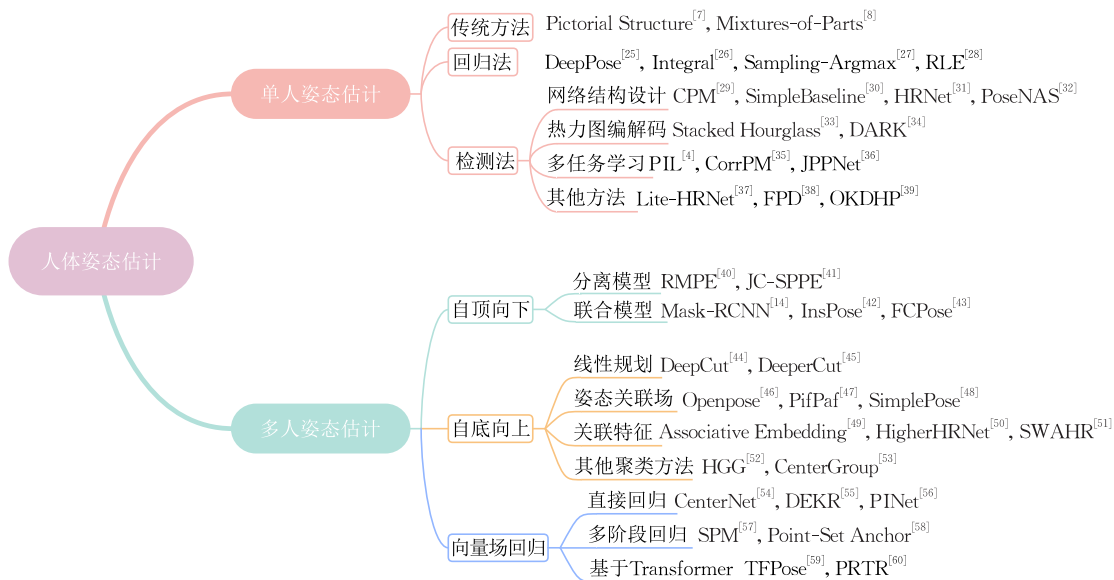 人体姿态估计
单人姿态估计
传统方法 Pictorial Structure[7], Mixtures-of-Parts[8]
回归法 DeepPose[25], Integral[26], Sampling-Argmax[27], RLE[28]
检测法
网络结构设计 CPM[29], SimpleBaseline[30], HRNet[31], PoseNAS[32]
热力图编解码 Stacked Hourglass[33], DARK[34]
多任务学习 PIL[4], CorrPM[35], JPPNet[36]
其他方法 Lite-HRNet[37], FPD[38], OKDHP[39]
多人姿态估计
自顶向下
分离模型 RMPE[40], JC-SPPE[41]
联合模型 Mask-RCNN[14], InsPose[42], FCPose[43]
自底向上
线性规划 DeepCut[44], DeeperCut[45]
姿态关联场 Openpose[46], PifPaf[47], SimplePose[48]
关联特征 Associative Embedding[49], HigherHRNet[50], SWAHR[51]
其他聚类方法 HGG[52], CenterGroup[53]
向量场回归
直接回归 CenterNet[54], DEKR[55], PINet[56]
多阶段回归 SPM[57], Point-Set Anchor[58]
基于Transformer TFPose[59], PRTR[60]